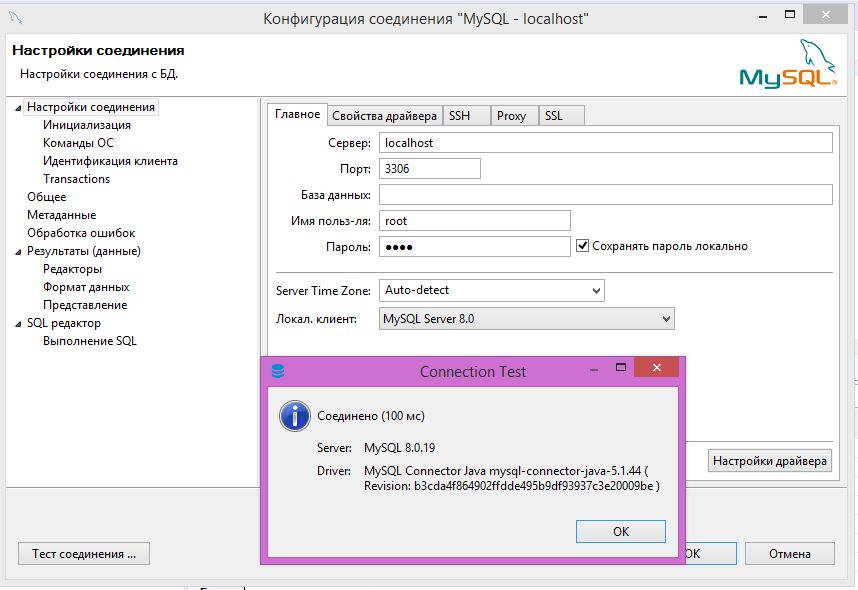 Конфигурация соединения "MySQL - localhost"
Настройки соединения
Настройки соединения с БД.
MySQL
Настройки соединения
Инициализация
Команды ОС
Идентификация клиента
Transactions
Общее
Метаданные
Обработка ошибок
Результаты (данные)
Редакторы
Формат данных
Представление
SQL редактор
Выполнение SQL
Главное Свойства драйвера SSH Proxy SSL
Сервер: localhost
Порт: 3306
База данных:
Имя польз-ля: root
Пароль: ●●●● Сохранять пароль локально
Server Time Zone: Auto-detect
Локал. клиент: MySQL Server 8.0
Настройки драйвера
Connection Test
Соединено (100 мс)
Server: MySQL 8.0.19
Driver: MySQL Connector Java mysql-connector-java-5.1.44 (
Revision: b3cda4f864902ffdde495b9df93937c3e20009be )
OK
Тест соединения ... OK Отмена